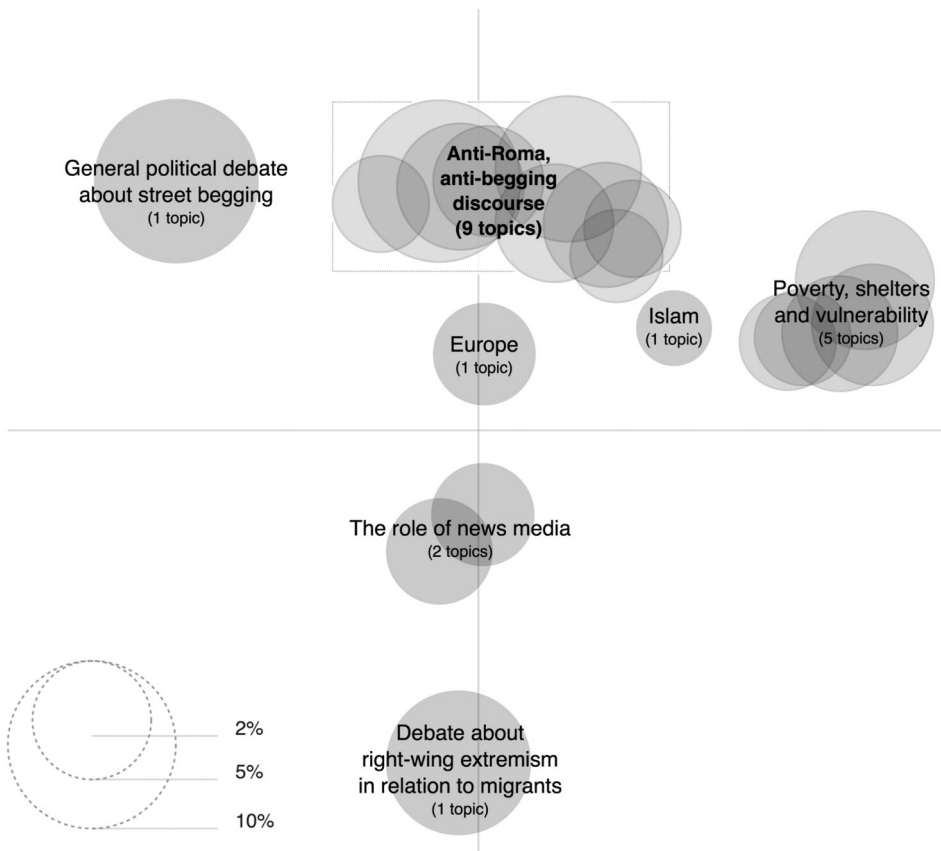 General political debate
about street begging
(1 topic)
Anti-Roma,
anti-begging
discourse
(9 topics)
Poverty, shelters
and vulnerability
(5 topics)
Islam
(1 topic)
Europe
(1 topic)
The role of news media
(2 topics)
Debate about
right-wing extremism
in relation to migrants
(1 topic)
2%
5%
10%